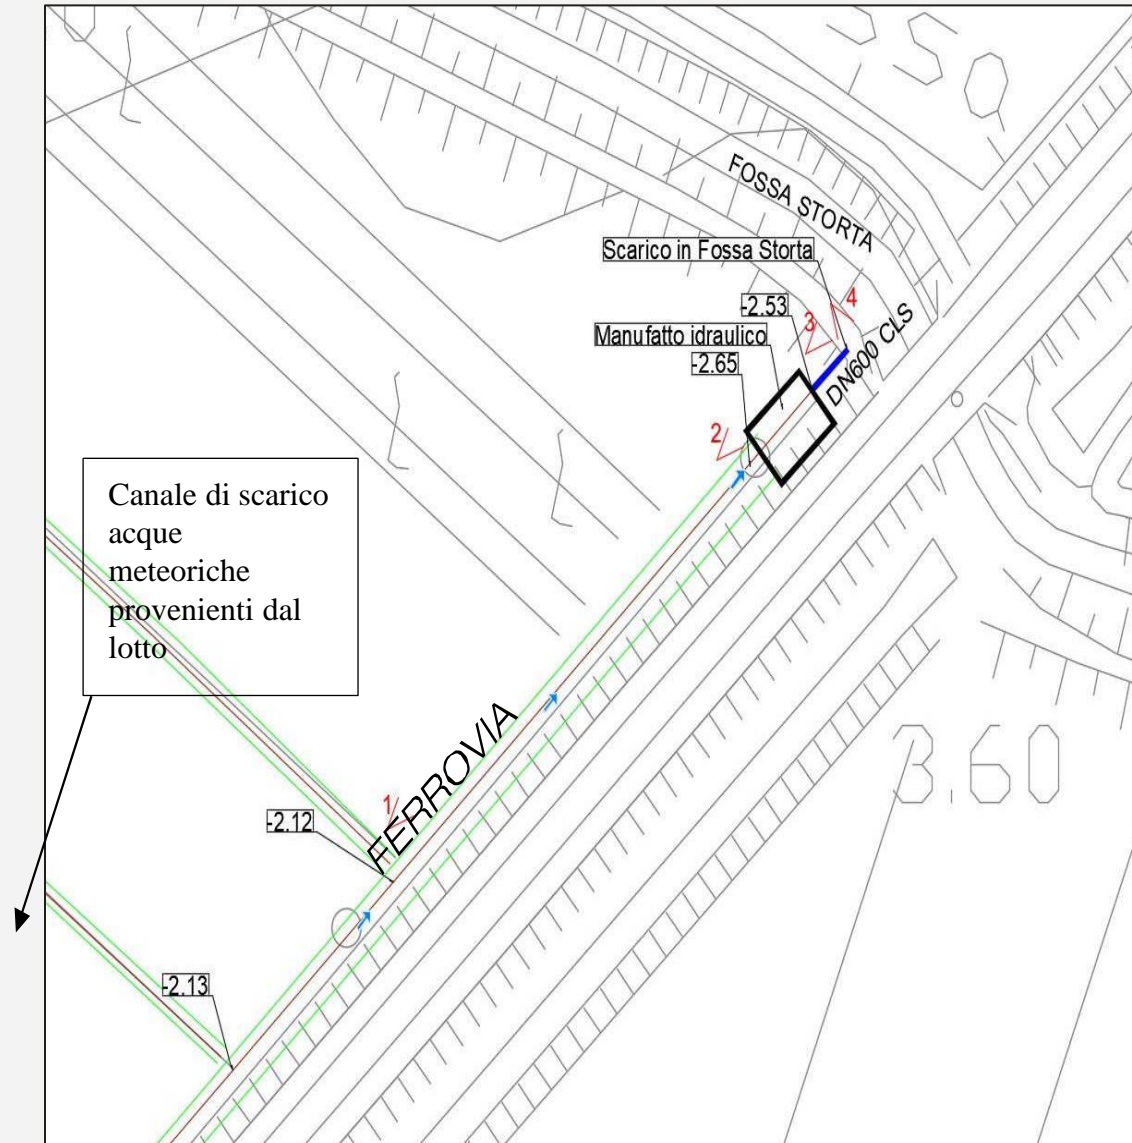 FOSSA STORTA
Scarico in Fossa Storta
-2.53
4
3
Manufatto idraulico
-2.65
DN600 CLS
2
Canale di scarico
acque
meteoriche
provenienti dal
lotto
FERROVIA
3.60
1
-2.12
-2.13